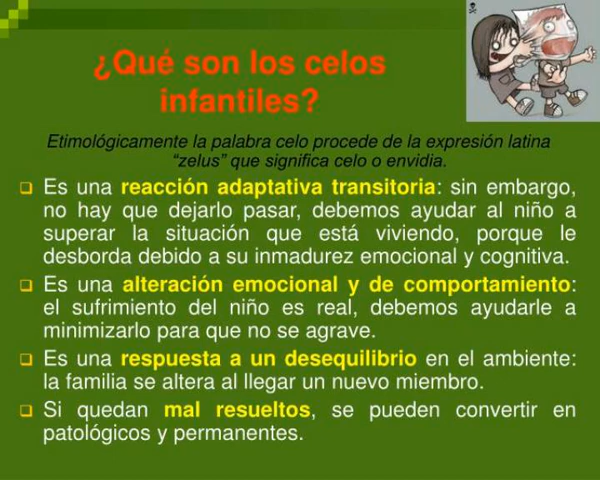 ¿Qué son los celos
infantiles?
Etimológicamente la palabra celo procede de la expresión latina
“zelus” que significa celo o envidia.
Es una reacción adaptativa transitoria: sin embargo,
no hay que dejarlo pasar, debemos ayudar al niño a
superar la situación que está viviendo, porque le
desborda debido a su inmadurez emocional y cognitiva.
Es una alteración emocional y de comportamiento:
el sufrimiento del niño es real, debemos ayudarle a
minimizarlo para que no se agrave.
Es una respuesta a un desequilibrio en el ambiente:
la familia se altera al llegar un nuevo miembro.
Si quedan mal resueltos, se pueden convertir en
patológicos y permanentes.